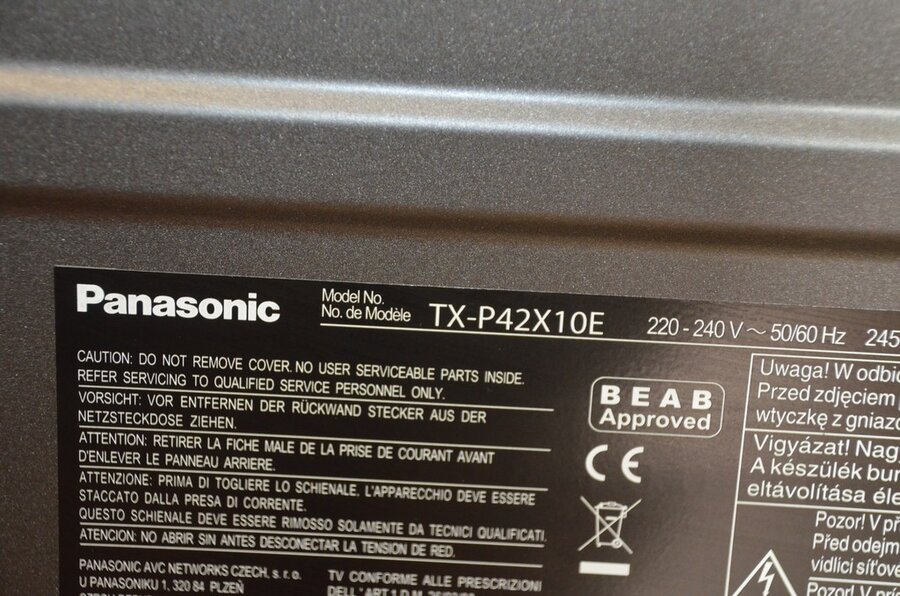 Panasonic
Model No.
No. de Modèle
TX-P42X10E
220 - 240 V ~ 50/60 Hz 245
CAUTION: DO NOT REMOVE COVER. NO USER SERVICEABLE PARTS INSIDE.
REFER SERVICING TO QUALIFIED SERVICE PERSONNEL ONLY.
VORSICHT: VOR ENTFERNEN DER RÜCKWAND STECKER AUS DER
NETZSTECKDOSE ZIEHEN.
ATTENTION: RETIRER LA FICHE MALE DE LA PRISE DE COURANT AVANT
D'ENLEVER LE PANNEAU ARRIERE.
ATTENZIONE: PRIMA DI TOGLIERE LO SCHIENALE. L'APPARECCHIO DEVE ESSERE
STACCATO DALLA PRESA DI CORRENTE.
QUESTO SCHIENALE DEVE ESSERE RIMOSSO SOLAMENTE DA TECNICI QUALIFICATI.
ATENCION: NO ABRIR SIN ANTES DESCONECTAR LA TENSION DE RED.
PANASONIC AVC NETWORKS CZECH, s. r. o.
U PANASONIKU 1, 320 84 PLZEŇ
TV CONFORME ALLE PRESCRIZIONI
BEAB
Approved
CE
Uwaga! W odbio
Przed zdjęciem
wtyczkę z gniazd
Vigyázat! Nag
A készülék bur
eltávolítása éle
Pozor! V př
Před odejm
vidlici síťove
Pozor! V pr